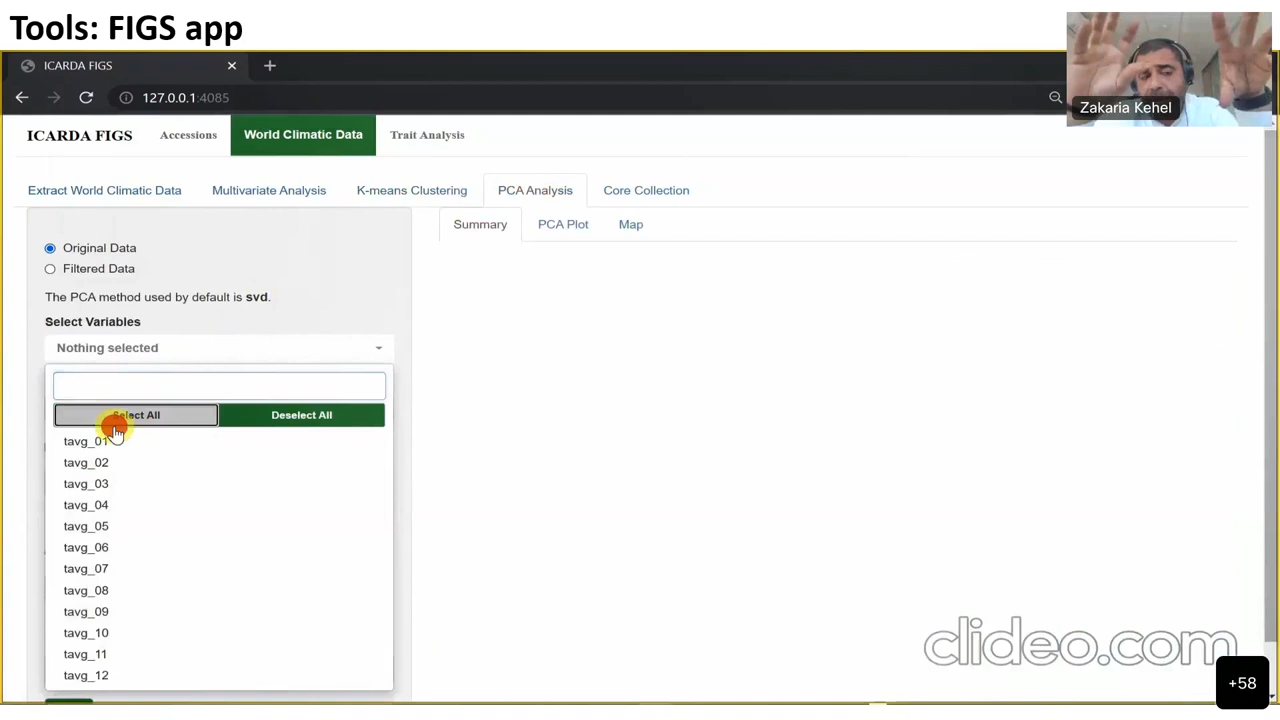 Tools: FIGS app
ICARDA FIGS
127.0.0.1:4085
Zakaria Kehel
ICARDA FIGS Accessions World Climatic Data Trait Analysis
Extract World Climatic Data Multivariate Analysis K-means Clustering PCA Analysis Core Collection
Summary PCA Plot Map
Original Data
Filtered Data
The PCA method used by default is svd.
Select Variables
Nothing selected
Select All Deselect All
tavg_01
tavg_02
tavg_03
tavg_04
tavg_05
tavg_06
tavg_07
tavg_08
tavg_09
tavg_10
tavg_11
tavg_12
clideo.com
+58